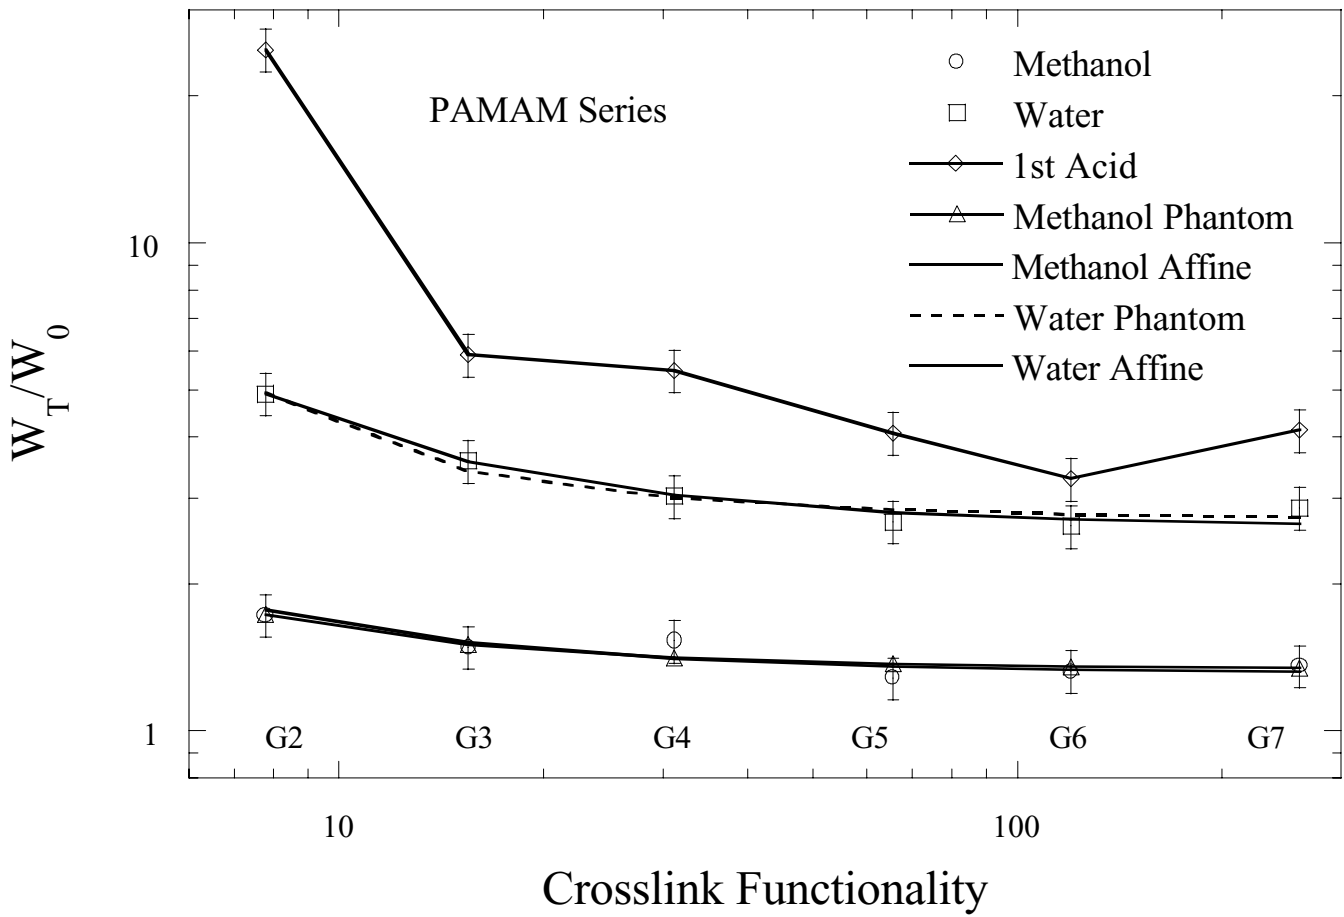 PAMAM Series
Methanol
Water
1st Acid
Methanol Phantom
Methanol Affine
Water Phantom
Water Affine
W_T/W_0
10
1
G2 G3 G4 G5 G6 G7
10 100
Crosslink Functionality